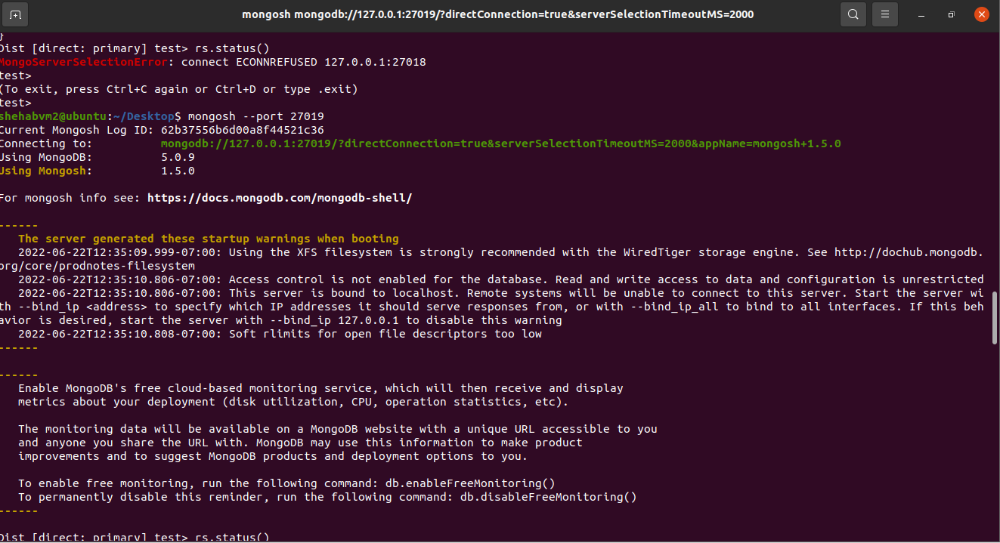 mongosh mongodb://127.0.0.1:27019/?directConnection=true&serverSelectionTimeoutMS=2000
}
Dist [direct: primary] test> rs.status()
MongoServerSelectionError: connect ECONNREFUSED 127.0.0.1:27018
test>
(To exit, press Ctrl+C again or Ctrl+D or type .exit)
test>
shehabvm2@ubuntu:~/Desktop$ mongosh --port 27019
Current Mongosh Log ID: 62b37556b6d00a8f44521c36
Connecting to: mongodb://127.0.0.1:27019/?directConnection=true&serverSelectionTimeoutMS=2000&appName=mongosh+1.5.0
Using MongoDB: 5.0.9
Using Mongosh: 1.5.0
For mongosh info see: https://docs.mongodb.com/mongodb-shell/
------
The server generated these startup warnings when booting
2022-06-22T12:35:09.999-07:00: Using the XFS filesystem is strongly recommended with the WiredTiger storage engine. See http://dochub.mongodb.
org/core/prodnotes-filesystem
2022-06-22T12:35:10.806-07:00: Access control is not enabled for the database. Read and write access to data and configuration is unrestricted
2022-06-22T12:35:10.806-07:00: This server is bound to localhost. Remote systems will be unable to connect to this server. Start the server wi
th --bind_ip <address> to specify which IP addresses it should serve responses from, or with --bind_ip_all to bind to all interfaces. If this beh
avior is desired, start the server with --bind_ip 127.0.0.1 to disable this warning
2022-06-22T12:35:10.808-07:00: Soft rlimits for open file descriptors too low
------
------
Enable MongoDB's free cloud-based monitoring service, which will then receive and display
metrics about your deployment (disk utilization, CPU, operation statistics, etc).
The monitoring data will be available on a MongoDB website with a unique URL accessible to you
and anyone you share the URL with. MongoDB may use this information to make product
improvements and to suggest MongoDB products and deployment options to you.
To enable free monitoring, run the following command: db.enableFreeMonitoring()
To permanently disable this reminder, run the following command: db.disableFreeMonitoring()
------
Dist [direct: primary] test> rs.status()